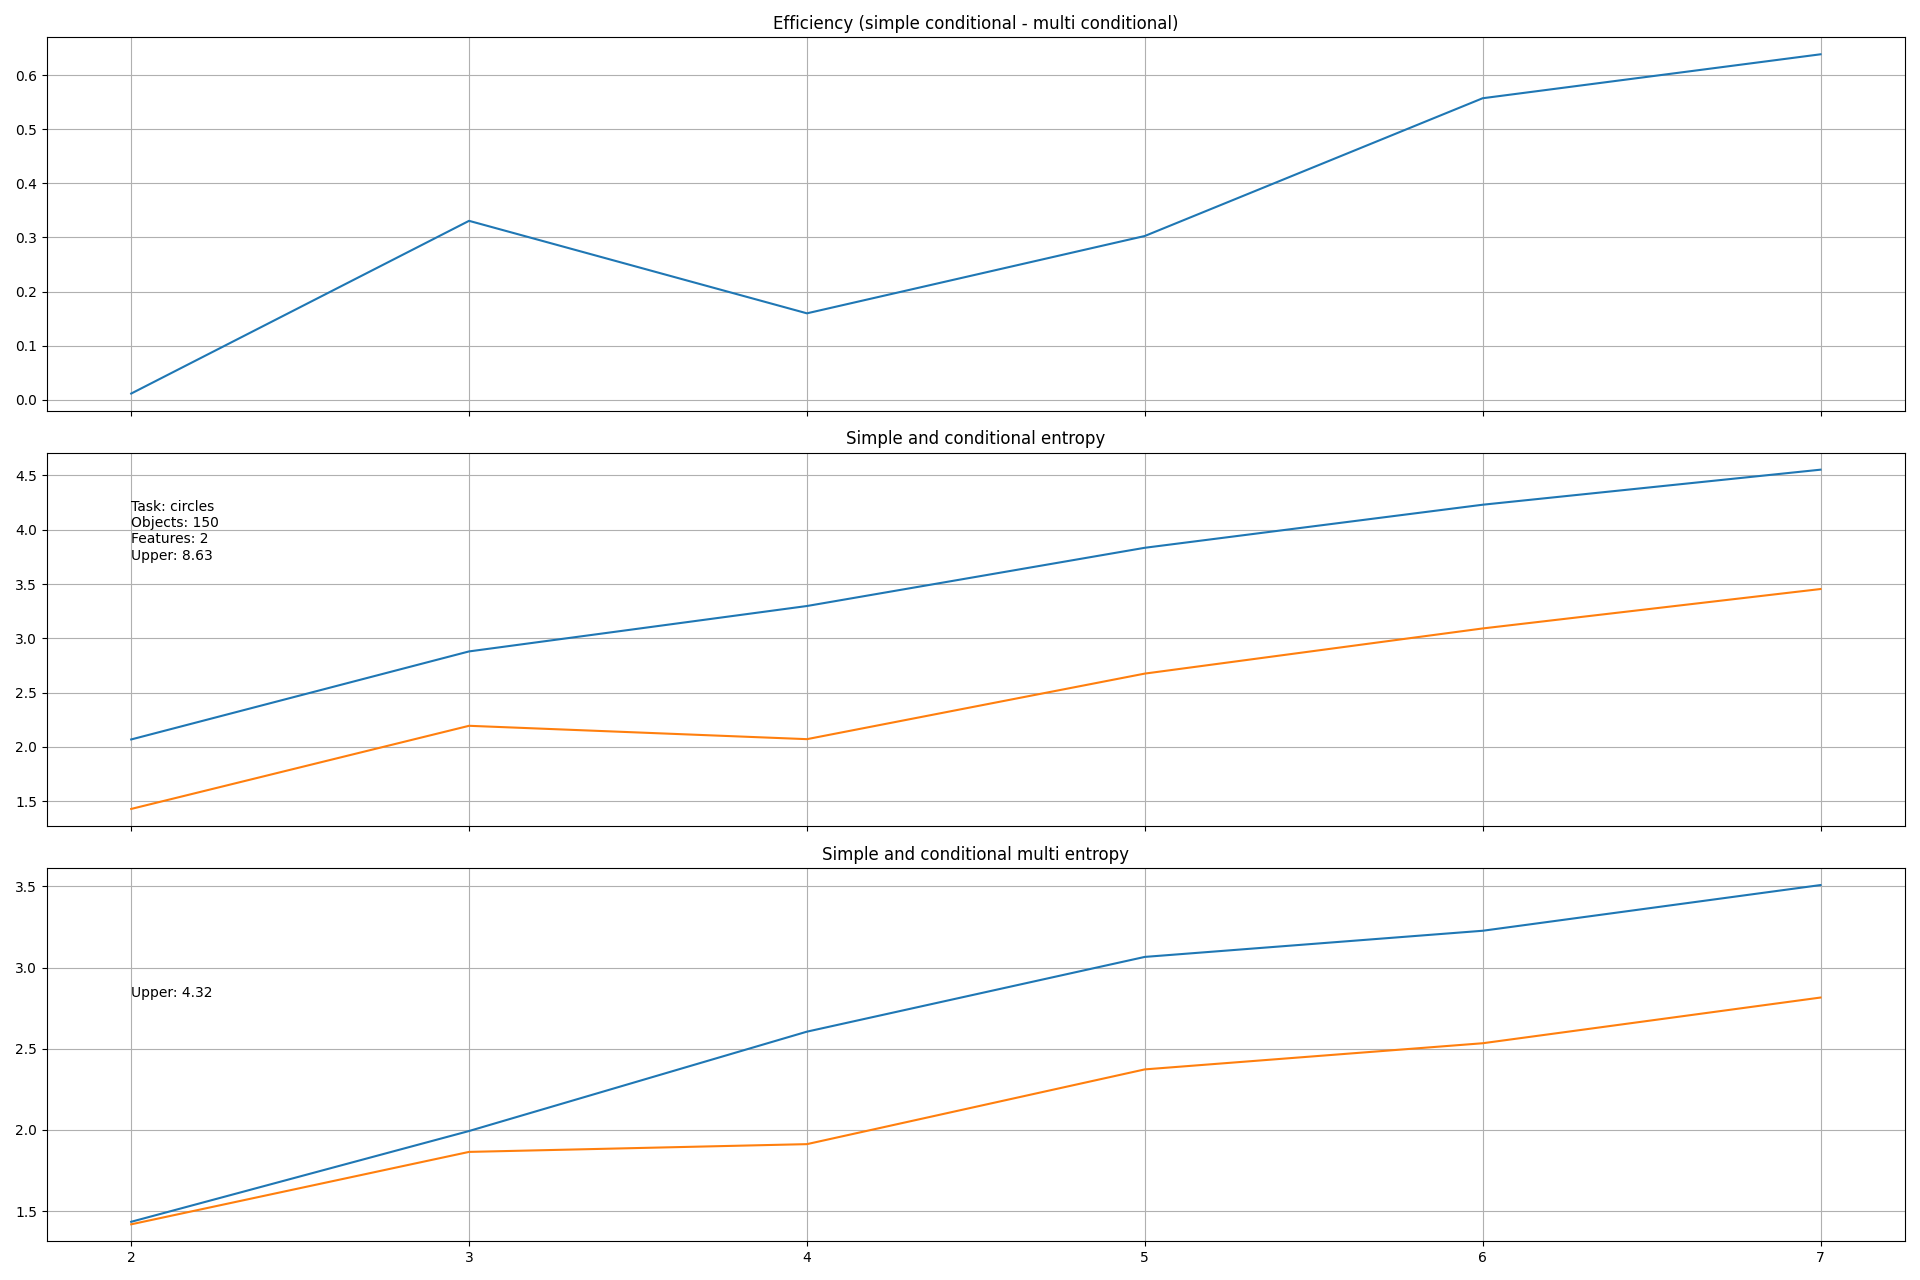 Efficiency (simple conditional - multi conditional)
0.6
0.5
0.4
0.3
0.2
0.1
0.0
Simple and conditional entropy
4.5
4.0
3.5
3.0
2.5
2.0
1.5
Task: circles
Objects: 150
Features: 2
Upper: 8.63
Simple and conditional multi entropy
3.5
3.0
2.5
2.0
1.5
Upper: 4.32
2 3 4 5 6 7